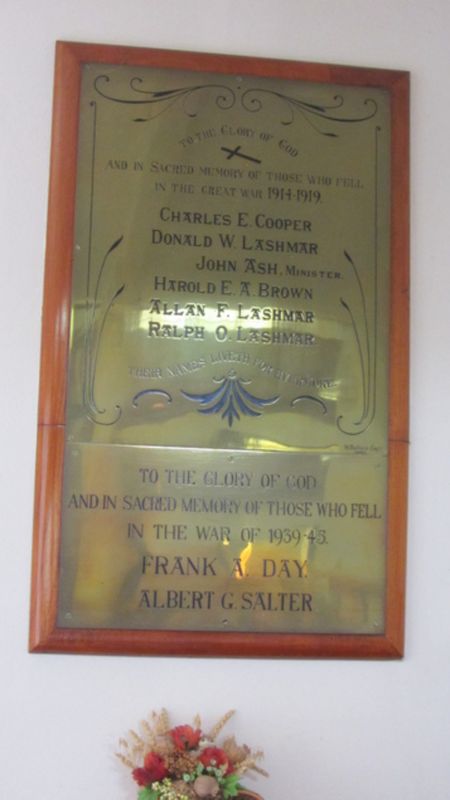 TO THE GLORY OF GOD
AND IN SACRED MEMORY OF THOSE WHO FELL
IN THE GREAT WAR 1914-1919.
CHARLES E. COOPER
DONALD W. LASHMAR
JOHN ASH, MINISTER.
HAROLD E. A. BROWN
ALLAN F. LASHMAR
RALPH O. LASHMAR
THEIR NAMES LIVETH FOR EVERMORE
TO THE GLORY OF GOD
AND IN SACRED MEMORY OF THOSE WHO FELL
IN THE WAR OF 1939-45.
FRANK A. DAY.
ALBERT G. SALTER